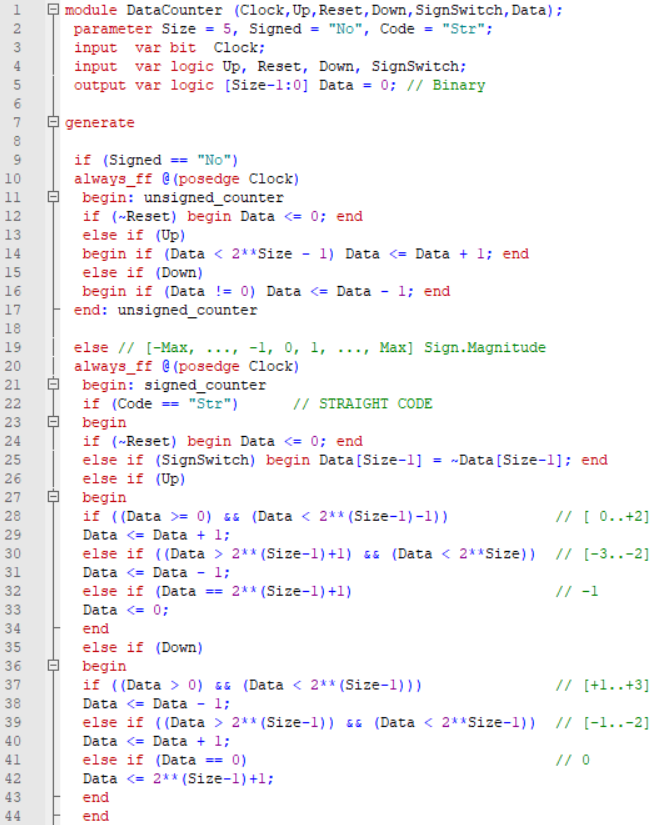 1 module DataCounter (Clock,Up,Reset,Down,SignSwitch,Data);
2 parameter Size = 5, Signed = "No", Code = "Str";
3 input  var bit  Clock;
4 input  var logic Up, Reset, Down, SignSwitch;
5 output var logic [Size-1:0] Data = 0; // Binary
6
7 generate
8
9 if (Signed == "No")
10 always_ff @(posedge Clock)
11 begin: unsigned_counter
12 if (~Reset) begin Data <= 0; end
13 else if (Up)
14 begin if (Data < 2**Size - 1) Data <= Data + 1; end
15 else if (Down)
16 begin if (Data != 0) Data <= Data - 1; end
17 end: unsigned_counter
18
19 else // [-Max, ..., -1, 0, 1, ..., Max] Sign.Magnitude
20 always_ff @(posedge Clock)
21 begin: signed_counter
22 if (Code == "Str")      // STRAIGHT CODE
23 begin
24 if (~Reset) begin Data <= 0; end
25 else if (SignSwitch) begin Data[Size-1] = ~Data[Size-1]; end
26 else if (Up)
27 begin
28 if ((Data >= 0) && (Data < 2**(Size-1)-1))            // [ 0..+2]
29 Data <= Data + 1;
30 else if ((Data > 2**(Size-1)+1) && (Data < 2**Size))  // [-3..-2]
31 Data <= Data - 1;
32 else if (Data == 2**(Size-1)+1)                       // -1
33 Data <= 0;
34 end
35 else if (Down)
36 begin
37 if ((Data > 0) && (Data < 2**(Size-1)))               // [+1..+3]
38 Data <= Data - 1;
39 else if ((Data > 2**(Size-1)) && (Data < 2**Size-1))  // [-1..-2]
40 Data <= Data + 1;
41 else if (Data == 0)                                   // 0
42 Data <= 2**(Size-1)+1;
43 end
44 end